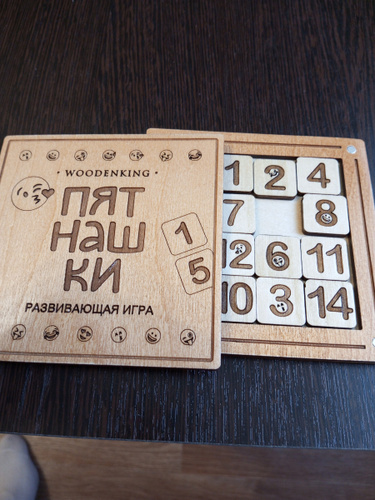 · WOODENKING ·
ПЯТ
НАШ
КИ
1
5
РАЗВИВАЮЩАЯ ИГРА
1 2 4
7 8
12 6 11
10 3 14